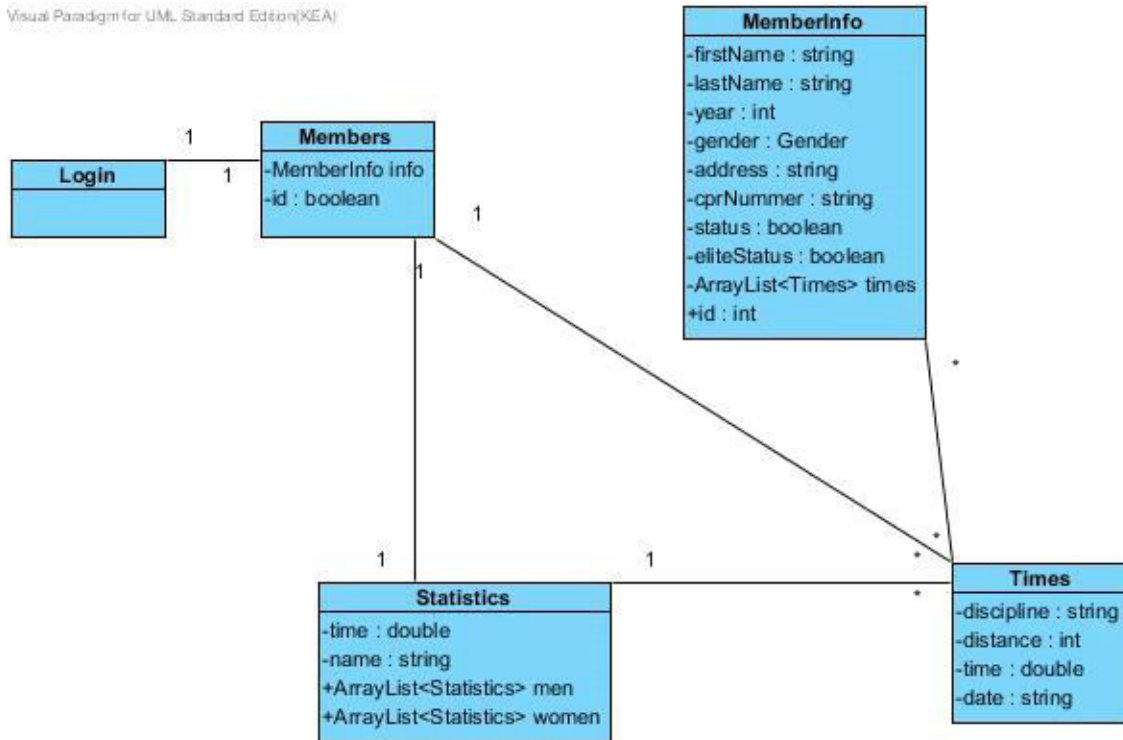 Visual Paradigm for UML Standard Edition(KEA)
MemberInfo
-firstName : string
-lastName : string
-year : int
-gender : Gender
-address : string
-cprNummer : string
-status : boolean
-eliteStatus : boolean
-ArrayList<Times> times
+id : int
1
1
Login
Members
-MemberInfo info
-id : boolean
1
1
*
*
1
1
*
*
Statistics
-time : double
-name : string
+ArrayList<Statistics> men
+ArrayList<Statistics> women
Times
-discipline : string
-distance : int
-time : double
-date : string